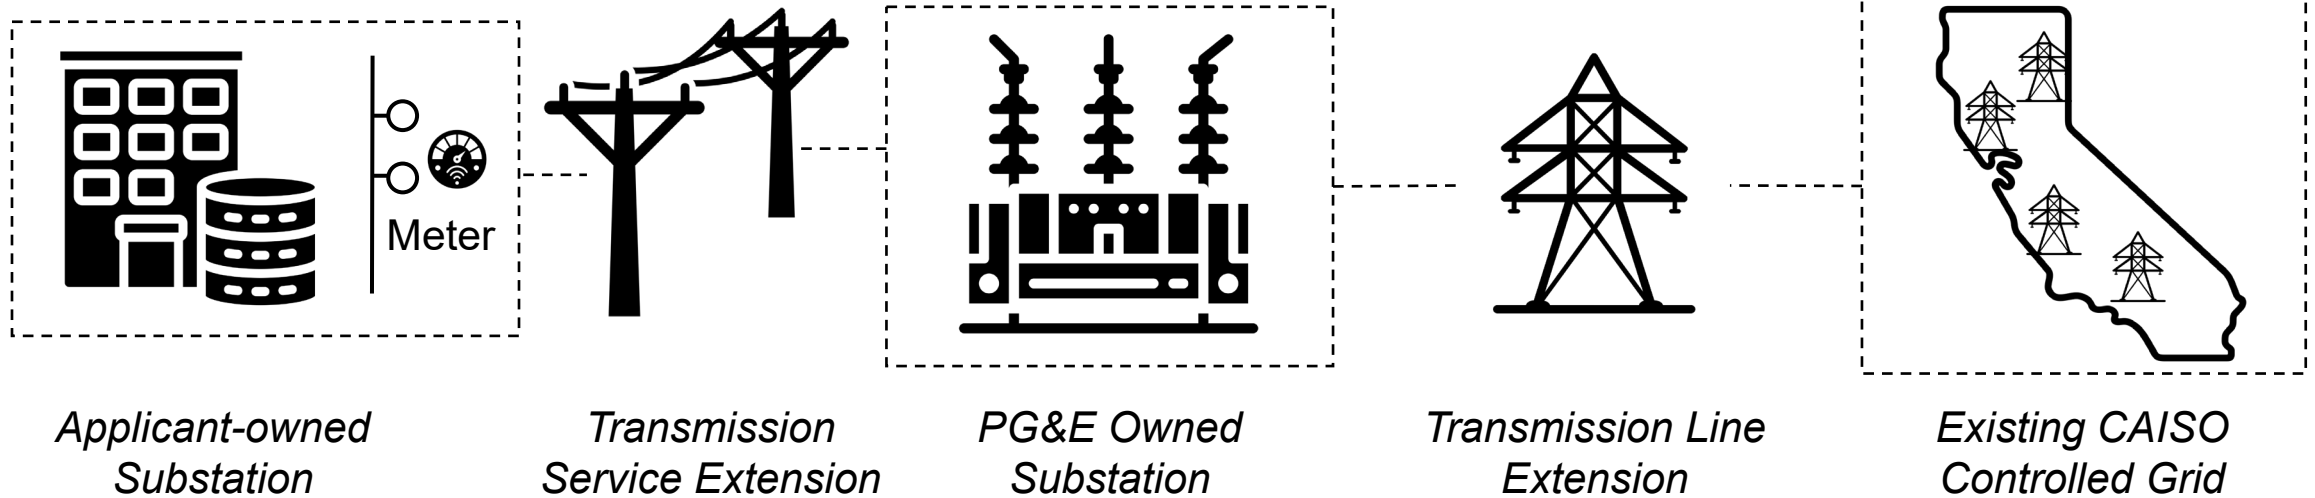 Meter
Applicant-owned
Substation
Transmission
Service Extension
PG&E Owned
Substation
Transmission Line
Extension
Existing CAISO
Controlled Grid